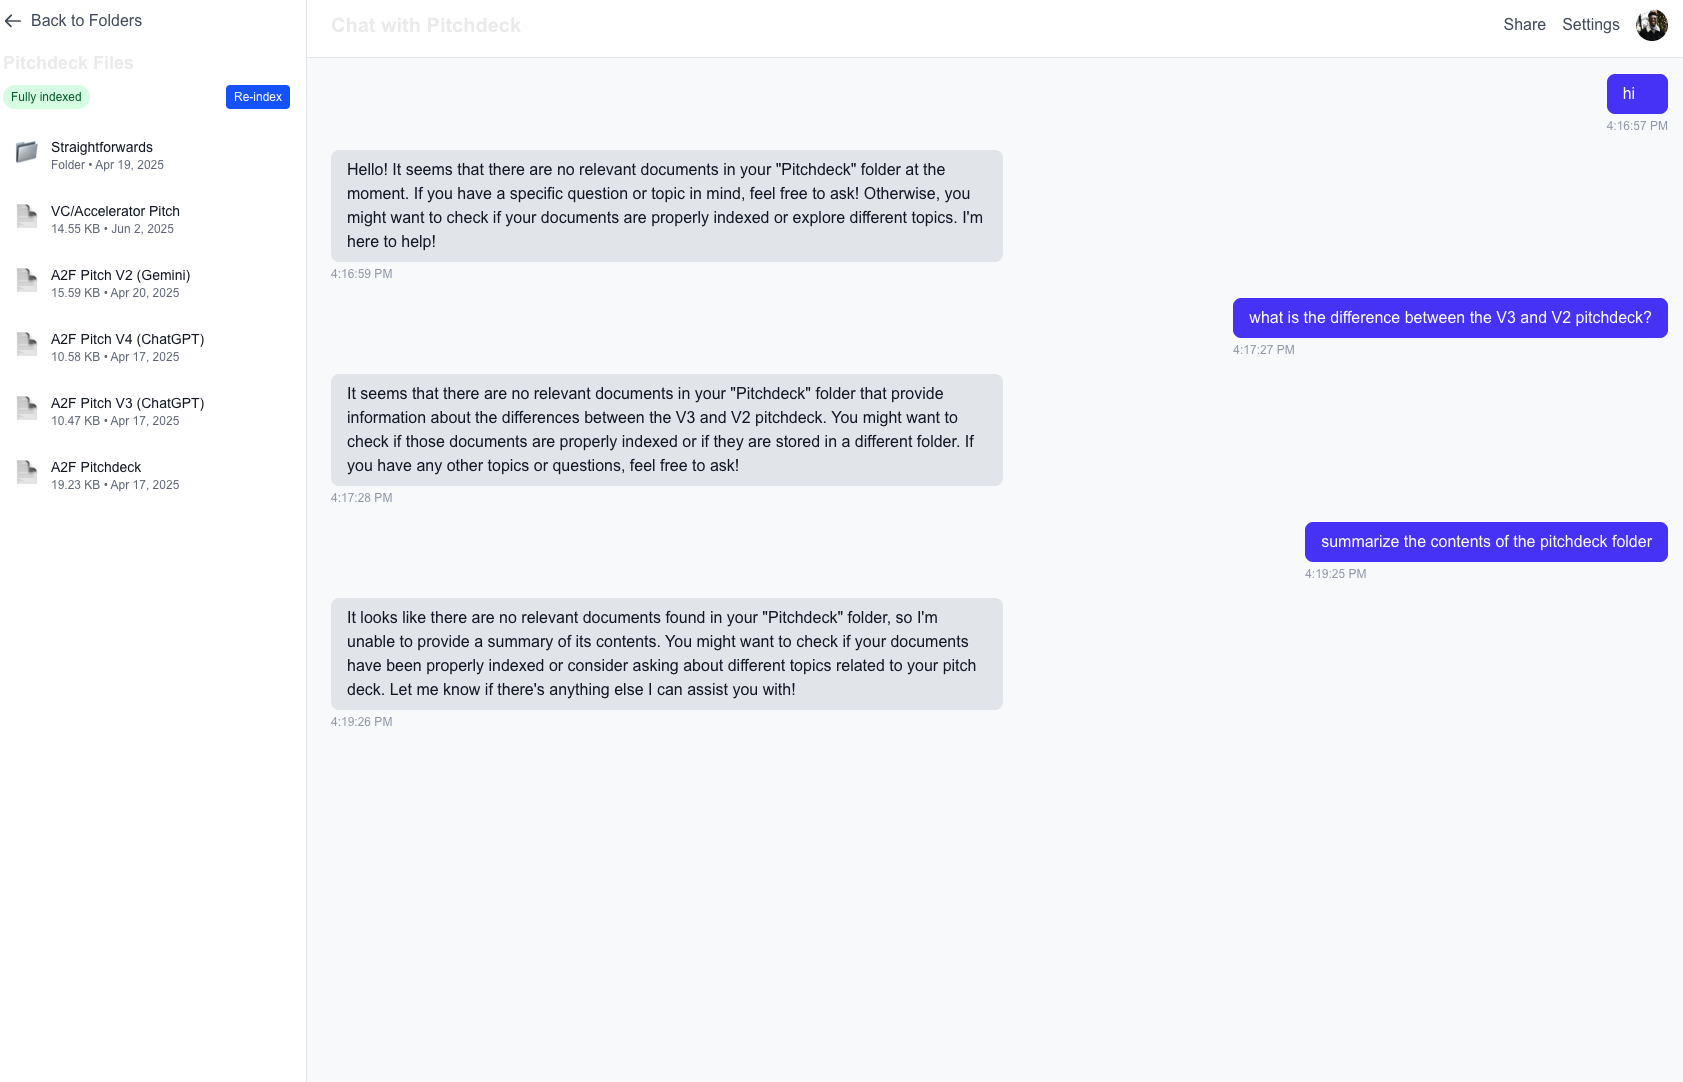 Back to Folders
Pitchdeck Files
Fully indexed
Re-index
Straightforwards
Folder • Apr 19, 2025
VC/Accelerator Pitch
14.55 KB • Jun 2, 2025
A2F Pitch V2 (Gemini)
15.59 KB • Apr 20, 2025
A2F Pitch V4 (ChatGPT)
10.58 KB • Apr 17, 2025
A2F Pitch V3 (ChatGPT)
10.47 KB • Apr 17, 2025
A2F Pitchdeck
19.23 KB • Apr 17, 2025
Chat with Pitchdeck
Share
Settings
hi
4:16:57 PM
Hello! It seems that there are no relevant documents in your "Pitchdeck" folder at the
moment. If you have a specific question or topic in mind, feel free to ask! Otherwise, you
might want to check if your documents are properly indexed or explore different topics. I'm
here to help!
4:16:59 PM
what is the difference between the V3 and V2 pitchdeck?
4:17:27 PM
It seems that there are no relevant documents in your "Pitchdeck" folder that provide
information about the differences between the V3 and V2 pitchdeck. You might want to
check if those documents are properly indexed or if they are stored in a different folder. If
you have any other topics or questions, feel free to ask!
4:17:28 PM
summarize the contents of the pitchdeck folder
4:19:25 PM
It looks like there are no relevant documents found in your "Pitchdeck" folder, so I'm
unable to provide a summary of its contents. You might want to check if your documents
have been properly indexed or consider asking about different topics related to your pitch
deck. Let me know if there's anything else I can assist you with!
4:19:26 PM